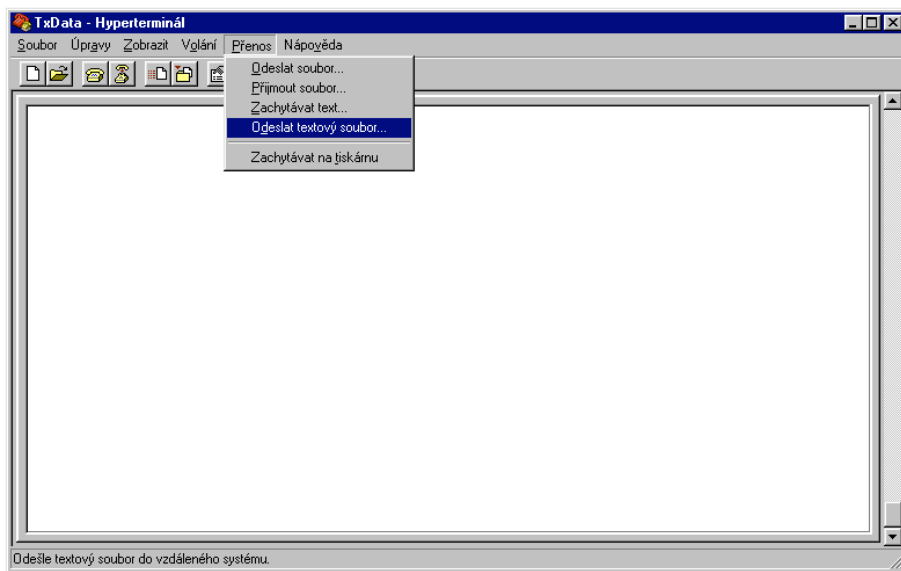 TxData - Hyperterminál
Soubor Úpravy Zobrazit Volání Přenos Nápověda
Odeslat soubor...
Přijmout soubor...
Zachytávat text...
Odeslat textový soubor...
Zachytávat na tiskárnu
Odešle textový soubor do vzdáleného systému.